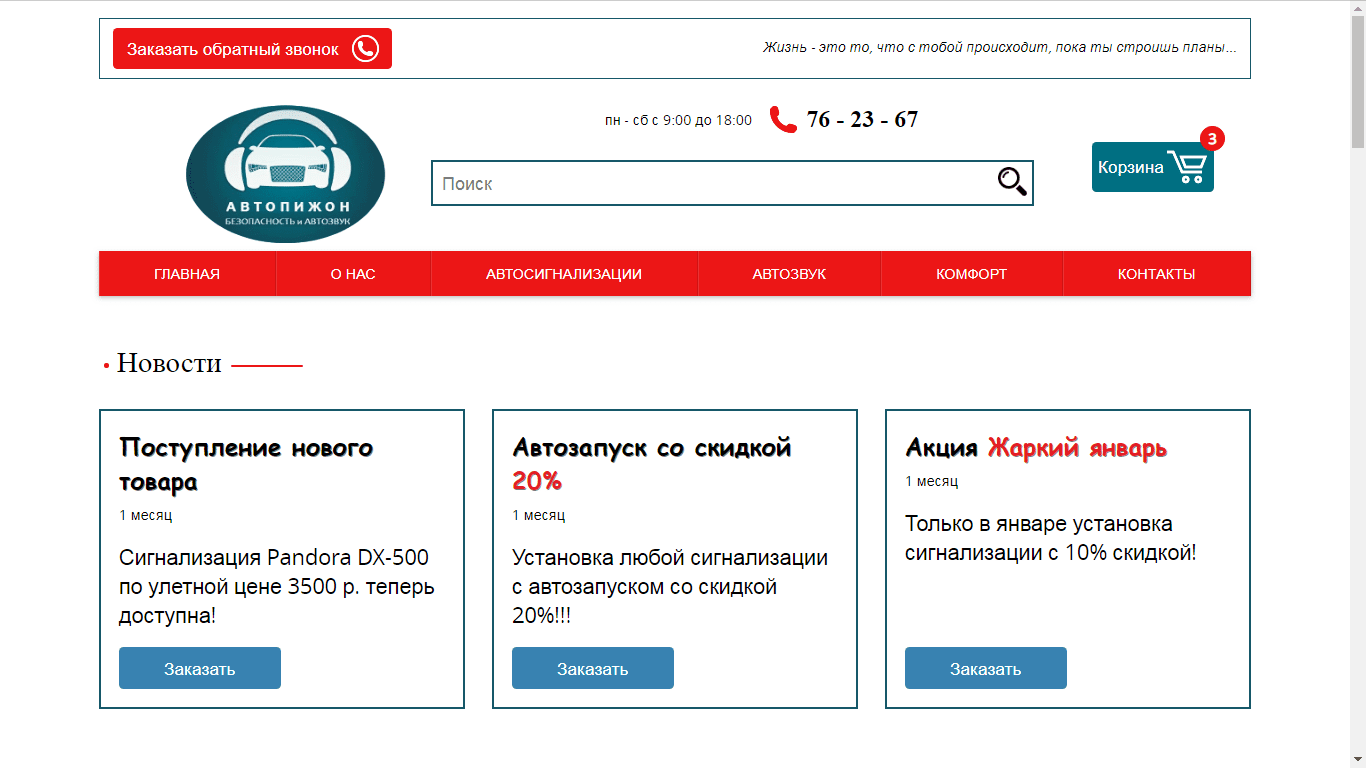 Заказать обратный звонок
Жизнь - это то, что с тобой происходит, пока ты строишь планы...
АВТОПИЖОН
БЕЗОПАСНОСТЬ и АВТОЗВУК
пн - сб с 9:00 до 18:00
76 - 23 - 67
Поиск
Корзина
3
ГЛАВНАЯ
О НАС
АВТОСИГНАЛИЗАЦИИ
АВТОЗВУК
КОМФОРТ
КОНТАКТЫ
Новости
Поступление нового
товара
1 месяц
Сигнализация Pandora DX-500
по улетной цене 3500 р. теперь
доступна!
Заказать
Автозапуск со скидкой
20%
1 месяц
Установка любой сигнализации
с автозапуском со скидкой
20%!!!
Заказать
Акция Жаркий январь
1 месяц
Только в январе установка
сигнализации с 10% скидкой!
Заказать